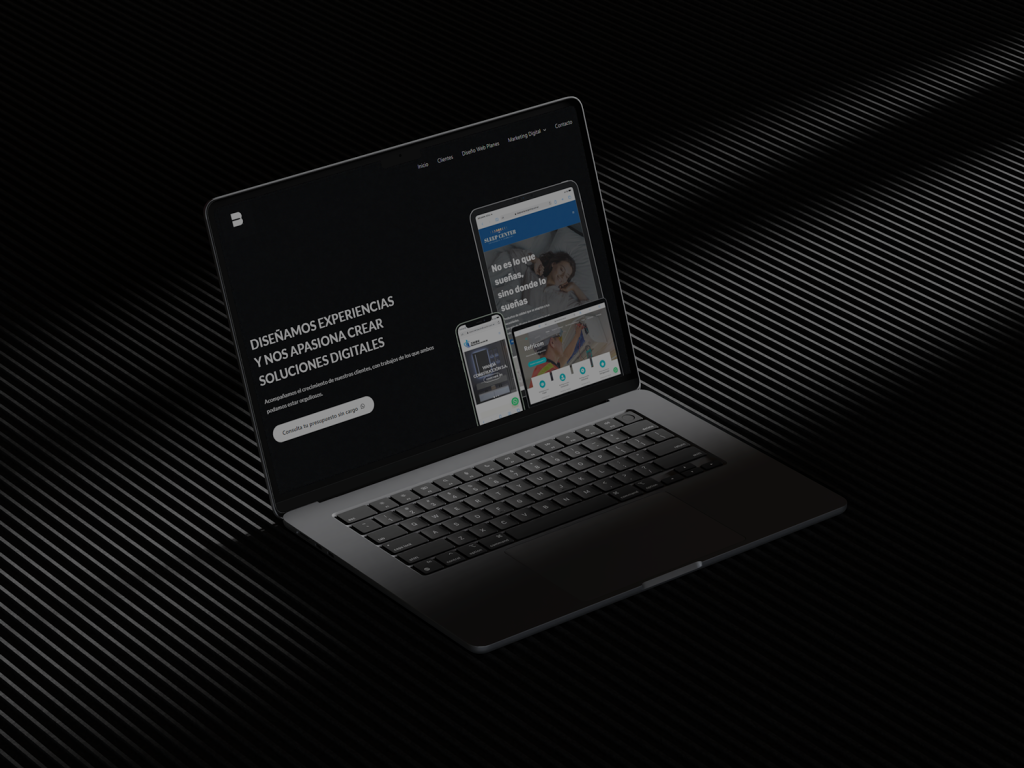 Inicio
Clientes
Diseño Web Planes
Marketing Digital
Contacto
DISEÑAMOS EXPERIENCIAS
Y NOS APASIONA CREAR
SOLUCIONES DIGITALES
Acompañamos el crecimiento de nuestros clientes, con trabajos de los que ambos
podamos estar orgullosos.
Consulta tu presupuesto sin cargo
SLEEP CENTER
No es lo que
sueñas,
sino donde lo
sueñas